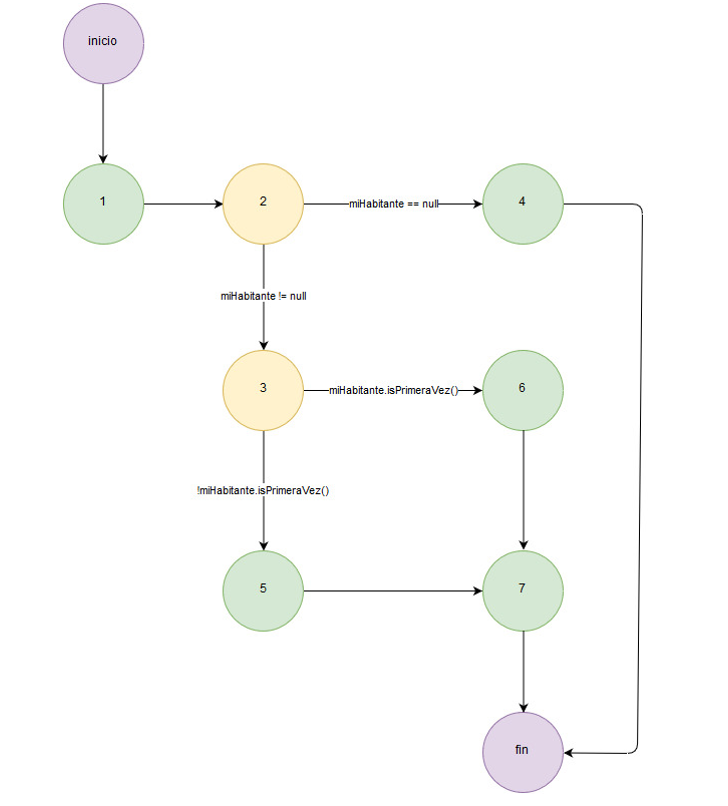 inicio
1
2
miHabitante == null
4
miHabitante != null
3
miHabitante.isPrimeraVez()
6
!miHabitante.isPrimeraVez()
5
7
fin